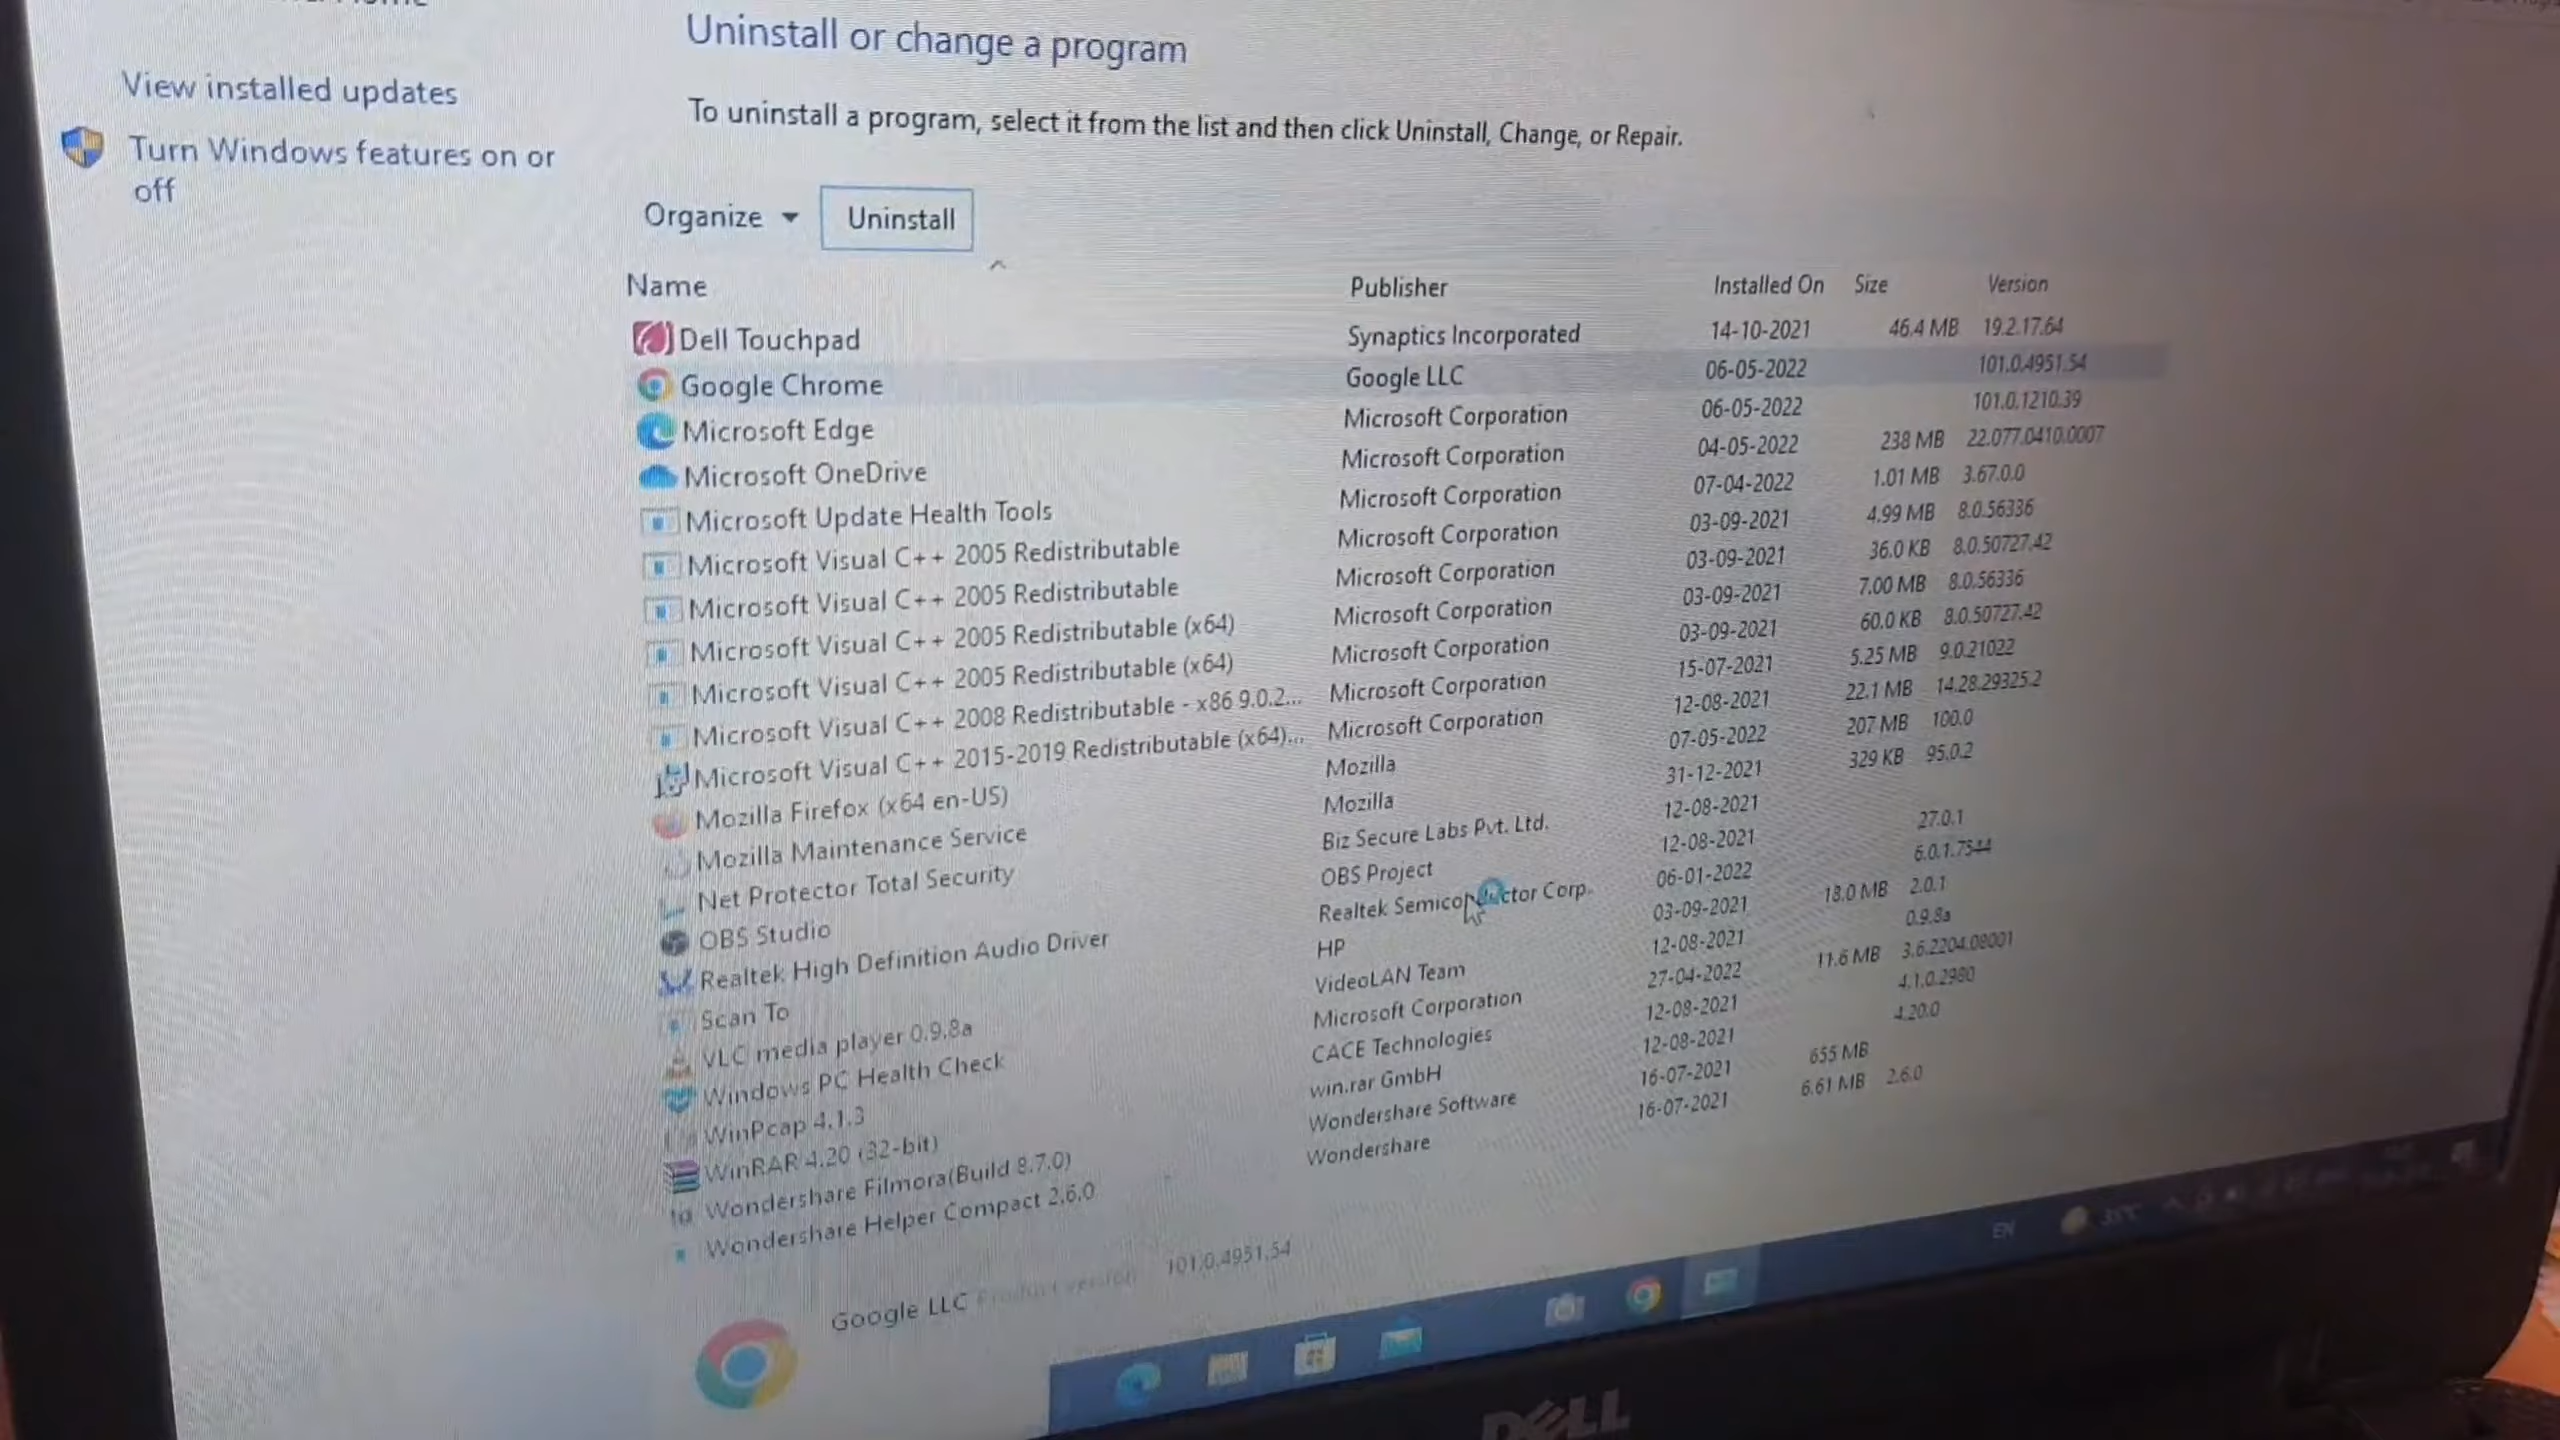 View installed updates
Turn Windows features on or
off
Uninstall or change a program
To uninstall a program, select it from the list and then click Uninstall, Change, or Repair.
Organize Uninstall
Name Publisher Installed On Size Version
Dell Touchpad Synaptics Incorporated 14-10-2021 46.4 MB 19.2.17.64
Google Chrome Google LLC 06-05-2022 101.0.4951.54
Microsoft Edge Microsoft Corporation 06-05-2022 101.0.1210.39
Microsoft OneDrive Microsoft Corporation 04-05-2022 238 MB 22.077.0410.0007
Microsoft Update Health Tools Microsoft Corporation 07-04-2022 1.01 MB 3.67.0.0
Microsoft Visual C++ 2005 Redistributable Microsoft Corporation 03-09-2021 4.99 MB 8.0.56336
Microsoft Visual C++ 2005 Redistributable Microsoft Corporation 03-09-2021 36.0 KB 8.0.50727.42
Microsoft Visual C++ 2005 Redistributable (x64) Microsoft Corporation 03-09-2021 7.00 MB 8.0.56336
Microsoft Visual C++ 2005 Redistributable (x64) Microsoft Corporation 03-09-2021 60.0 KB 8.0.50727.42
Microsoft Visual C++ 2008 Redistributable - x86 9.0.2... Microsoft Corporation 15-07-2021 5.25 MB 9.0.21022
Microsoft Visual C++ 2015-2019 Redistributable (x64)... Microsoft Corporation 12-08-2021 22.1 MB 14.28.29325.2
Mozilla Firefox (x64 en-US) Mozilla 07-05-2022 207 MB 100.0
Mozilla Maintenance Service Mozilla 31-12-2021 329 KB 95.0.2
Net Protector Total Security Biz Secure Labs Pvt. Ltd. 12-08-2021
OBS Studio OBS Project 12-08-2021 27.0.1
Realtek High Definition Audio Driver Realtek Semiconductor Corp. 06-01-2022 6.0.1.7544
Scan To HP 03-09-2021 18.0 MB 2.0.1
VLC media player 0.9.8a VideoLAN Team 12-08-2021 0.9.8a
Windows PC Health Check Microsoft Corporation 27-04-2022 11.6 MB 3.6.2204.08001
WinPcap 4.1.3 CACE Technologies 12-08-2021 4.1.0.2980
WinRAR 4.20 (32-bit) win.rar GmbH 12-08-2021 4.20.0
Wondershare Filmora(Build 8.7.0) Wondershare Software 16-07-2021 655 MB
Wondershare Helper Compact 2.6.0 Wondershare 16-07-2021 6.61 MB 2.6.0
Google LLC Product version 101.0.4951.54
EN
DELL